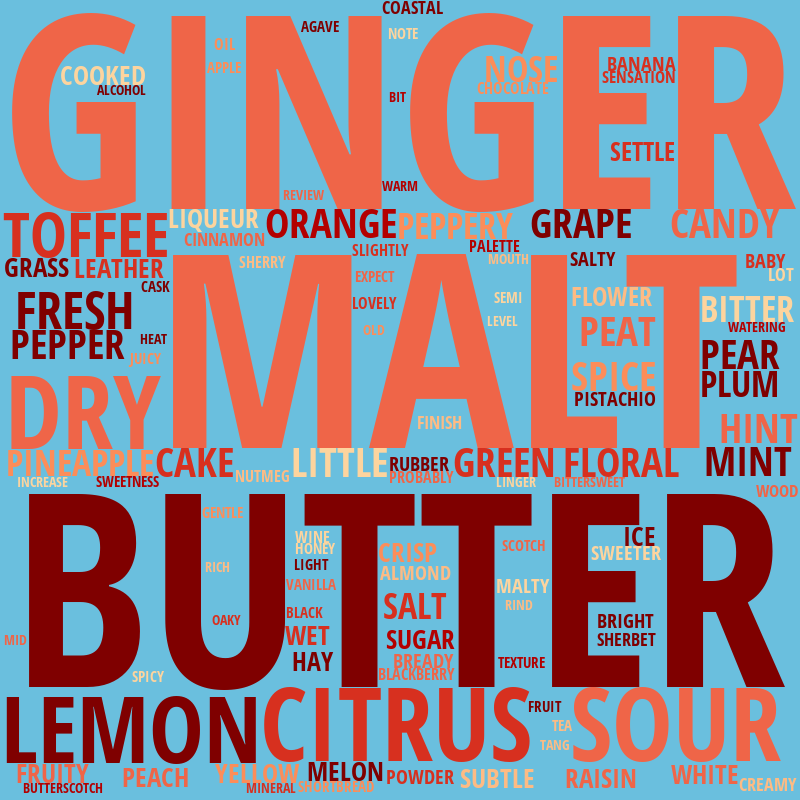 COASTAL
GINGER
AGAVE
NOTE
OIL
COOKED
APPLE
NOSE
BANANA
SENSATION
ALCOHOL
CHOCOLATE
BIT
SETTLE
WARM
REVIEW
TOFFEE
LIQUEUR
ORANGE
PEPPERY
GRAPE
CANDY
CINNAMON
SLIGHTLY
PALETTE
GRASS
LEATHER
SHERRY
MOUTH
SALTY
BABY
MALT
EXPECT
LOT
CASK
FRESH
LOVELY
SEMI
FLOWER
BITTER
LEVEL
OLD
WATERING
PEPPER
HEAT
PEAT
JUICY
PEAR
SPICE
PLUM
DRY
PISTACHIO
FINISH
HINT
PINEAPPLE
CAKE
LITTLE
RUBBER
GREEN
FLORAL
MINT
NUTMEG
PROBABLY
INCREASE
SWEETNESS
LINGER
BITTERSWEET
WOOD
BUTTER
GENTLE
WINE
HONEY
CRISP
SCOTCH
ICE
SWEETER
RICH
LIGHT
ALMOND
VANILLA
MALTY
OAKY
BLACK
SALT
RIND
BRIGHT
MID
WET
SUGAR
SHERBET
HAY
BREADY
TEXTURE
SPICY
BLACKBERRY
LEMON
CITRUS
FRUIT
SOUR
TEA
TANG
FRUITY
PEACH
YELLOW
MELON
POWDER
SUBTLE
RAISIN
WHITE
BUTTERSCOTCH
MINERAL
SHORTBREAD
CREAMY